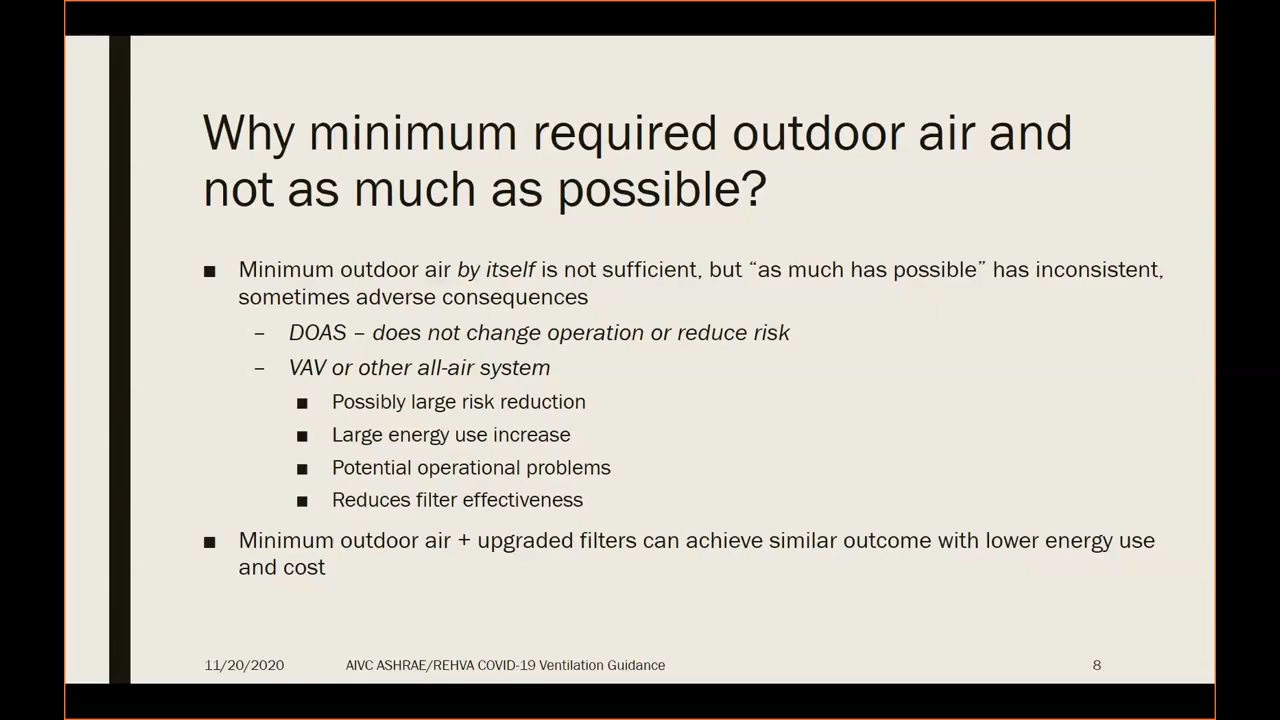 Why minimum required outdoor air and
not as much as possible?
■ Minimum outdoor air by itself is not sufficient, but “as much has possible” has inconsistent,
sometimes adverse consequences
– DOAS – does not change operation or reduce risk
– VAV or other all-air system
■ Possibly large risk reduction
■ Large energy use increase
■ Potential operational problems
■ Reduces filter effectiveness
■ Minimum outdoor air + upgraded filters can achieve similar outcome with lower energy use
and cost
11/20/2020 AIVC ASHRAE/REHVA COVID-19 Ventilation Guidance 8